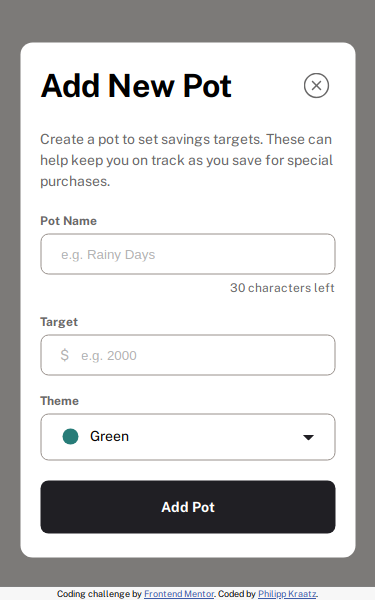 Add New Pot
Create a pot to set savings targets. These can
help keep you on track as you save for special
purchases.
Pot Name
e.g. Rainy Days
30 characters left
Target
$ e.g. 2000
Theme
Green
Add Pot
Coding challenge by Frontend Mentor. Coded by Philipp Kraatz.